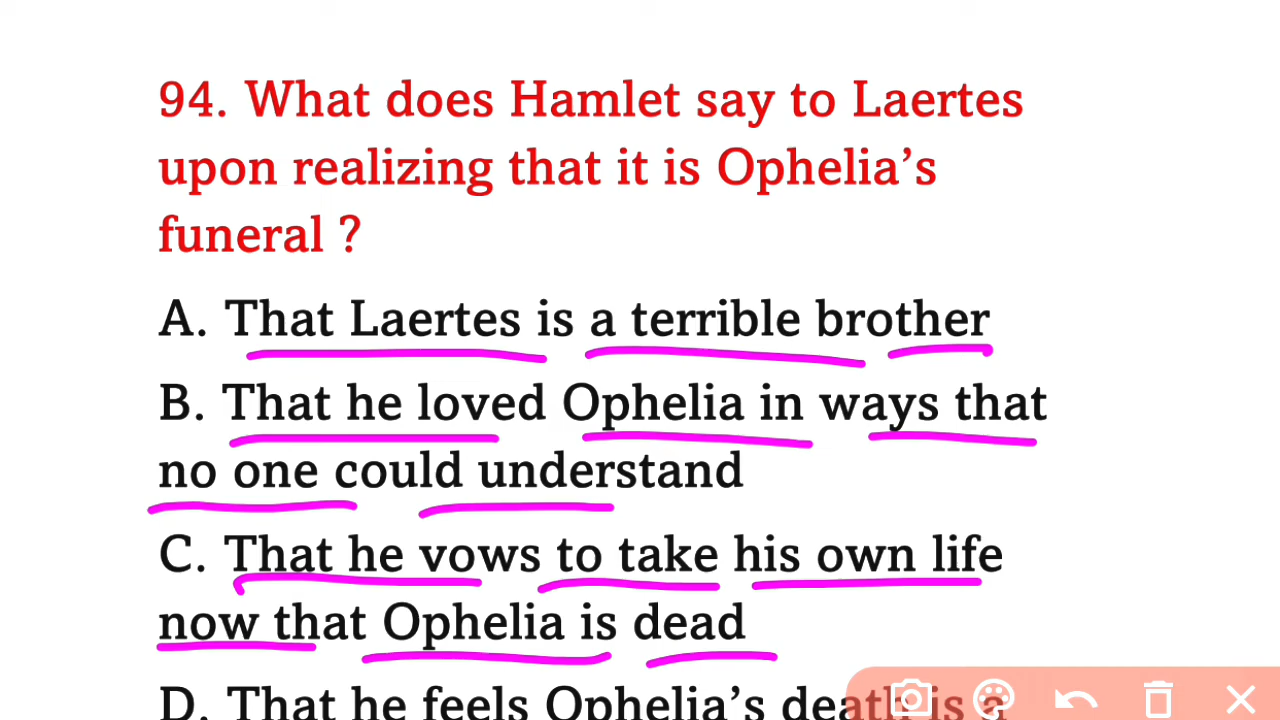 94. What does Hamlet say to Laertes
upon realizing that it is Ophelia’s
funeral ?
A. That Laertes is a terrible brother
B. That he loved Ophelia in ways that
no one could understand
C. That he vows to take his own life
now that Ophelia is dead
D. That he feels Ophelia’s death is a